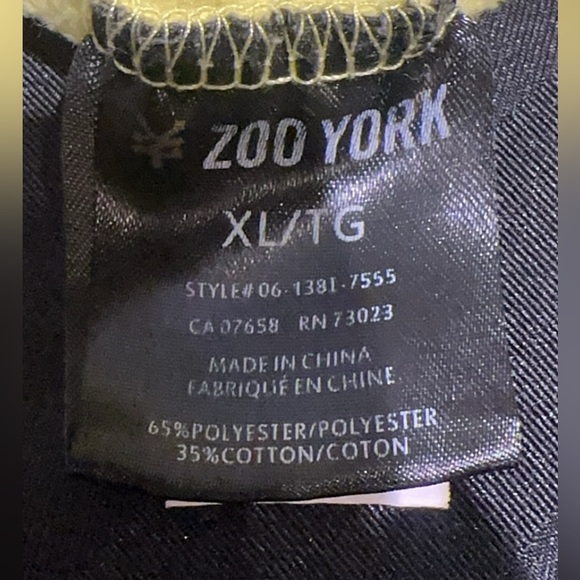 ZOO YORK
XL/TG
STYLE# 06-138I-7555
CA 07658 RN 73023
MADE IN CHINA
FABRIQUÉ EN CHINE
65%POLYESTER/POLYESTER
35%COTTON/COTON